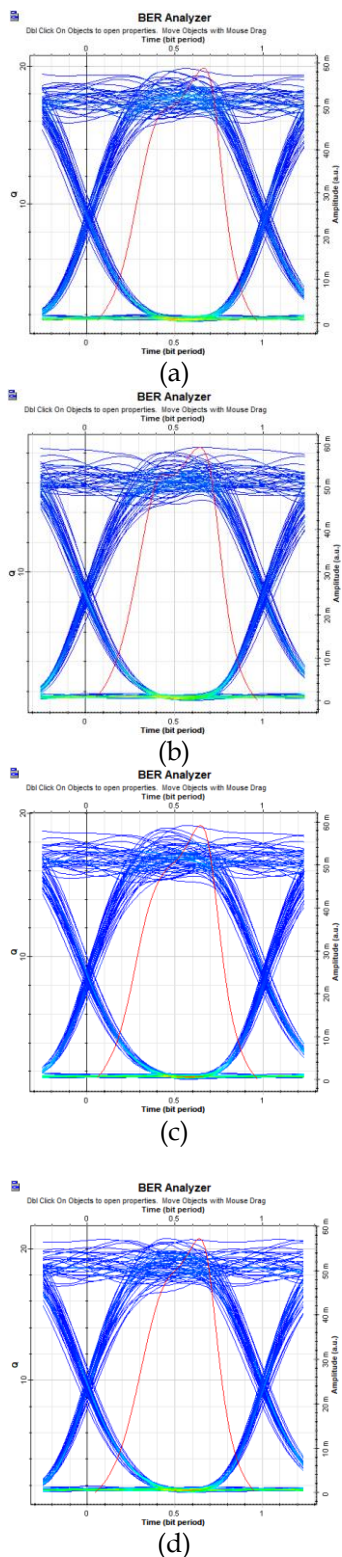 BER Analyzer
Dbl Click On Objects to open properties. Move Objects with Mouse Drag
Time (bit period)
0 0.5 1
20
10
Q
60 m
50 m
40 m
30 m
20 m
10 m
0
Amplitude (a.u.)
0 0.5 1
Time (bit period)
(a)
BER Analyzer
Dbl Click On Objects to open properties. Move Objects with Mouse Drag
Time (bit period)
0 0.5 1
10
Q
60 m
50 m
40 m
30 m
20 m
10 m
0
Amplitude (a.u.)
0 0.5 1
Time (bit period)
(b)
BER Analyzer
Dbl Click On Objects to open properties. Move Objects with Mouse Drag
Time (bit period)
0 0.5 1
20
10
Q
60 m
50 m
40 m
30 m
20 m
10 m
0
Amplitude (a.u.)
0 0.5 1
Time (bit period)
(c)
BER Analyzer
Dbl Click On Objects to open properties. Move Objects with Mouse Drag
Time (bit period)
0 0.5 1
20
10
Q
60 m
50 m
40 m
30 m
20 m
10 m
0
Amplitude (a.u.)
0 0.5 1
Time (bit period)
(d)